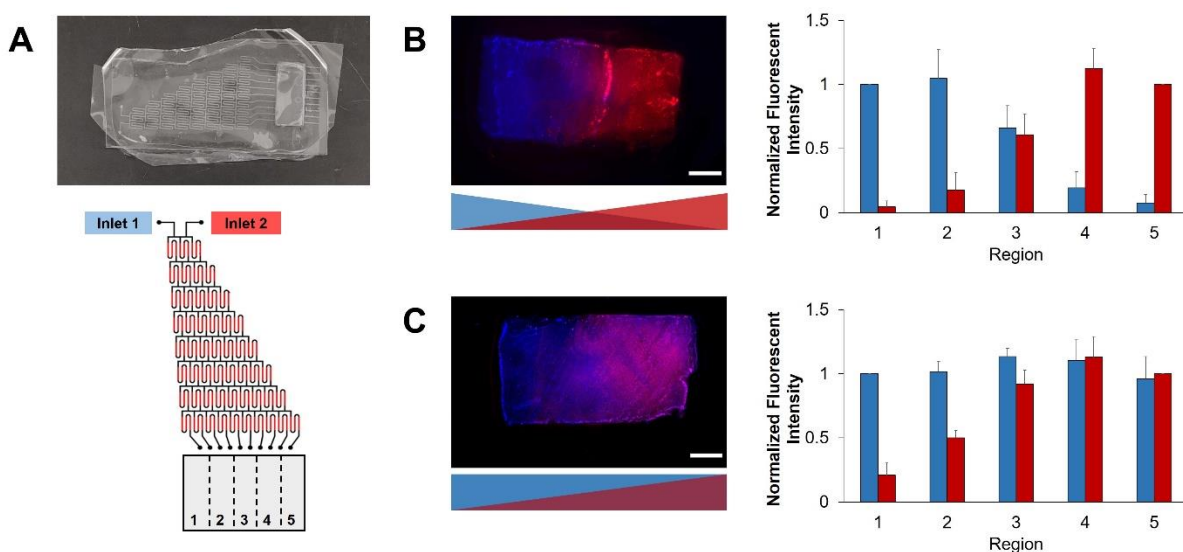 A
Inlet 1
Inlet 2
1 2 3 4 5
B
Normalized Fluorescent
Intensity
1.5
1
0.5
0
1 2 3 4 5
Region
C
Normalized Fluorescent
Intensity
1.5
1
0.5
0
1 2 3 4 5
Region